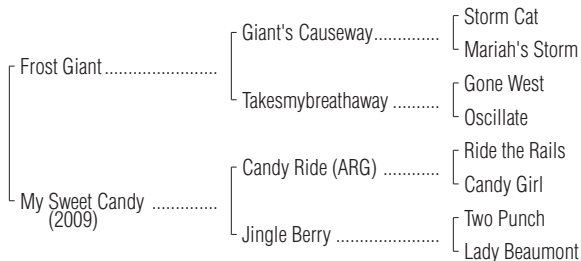 Storm Cat
Giant's Causeway...............
Mariah's Storm
Frost Giant ........................
Gone West
Takesmybreathaway ..........
Oscillate
Ride the Rails
Candy Ride (ARG) ............
Candy Girl
My Sweet Candy ..............
(2009)
Two Punch
Jingle Berry ......................
Lady Beaumont